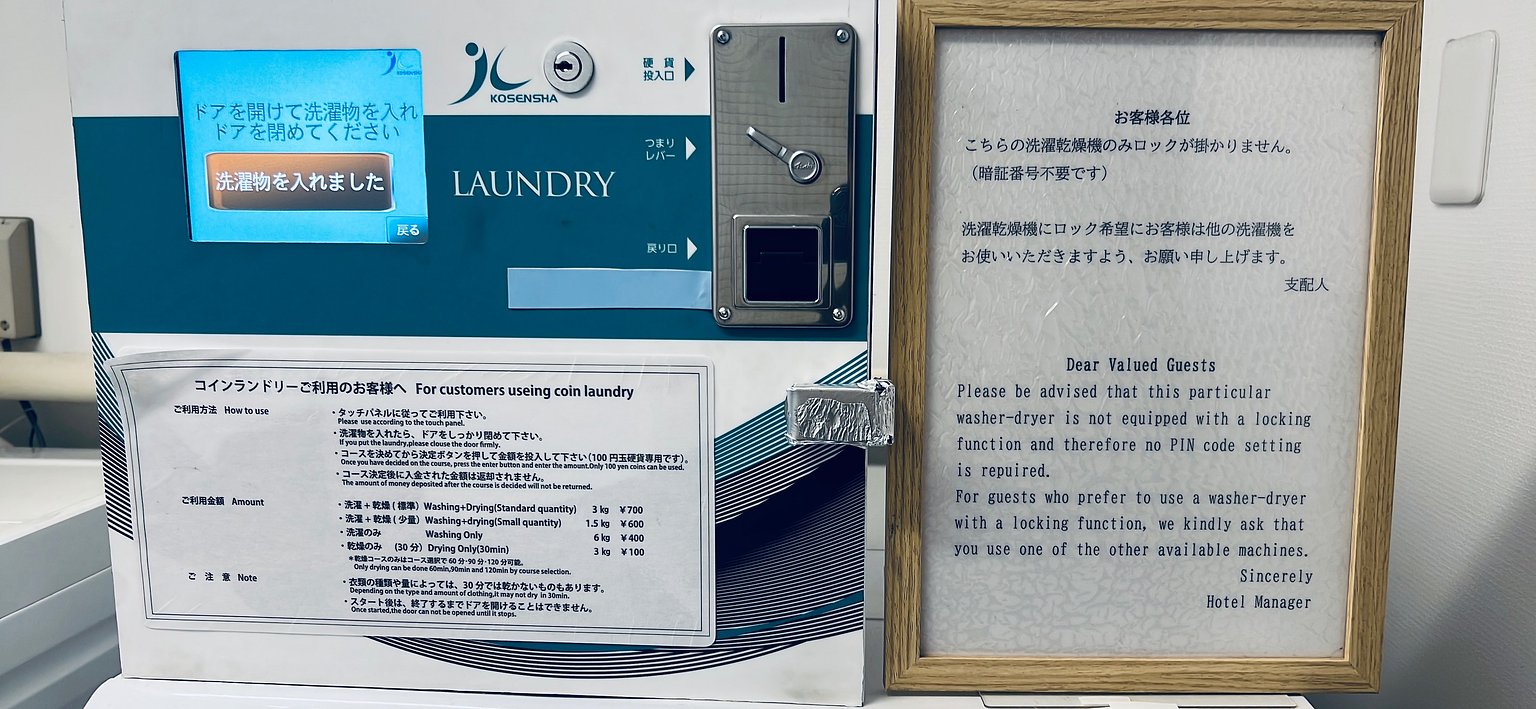 KOSENSHA
ドアを開けて洗濯物を入れ
ドアを閉めてください
洗濯物を入れました
戻る
KOSENSHA
硬 貨
投入口
つまり
レバー
LAUNDRY
戻り口
コインランドリーご利用のお客様へ For customers useing coin laundry
ご利用方法 How to use
・タッチパネルに従ってご利用下さい。
Please use according to the touch panel.
・洗濯物を入れたら、ドアをしっかり閉めて下さい。
If you put the laundry,please clouse the door firmly.
・コースを決めてから決定ボタンを押して金額を投入して下さい(100 円玉硬貨専用です)。
Once you have decided on the course, press the enter button and enter the amount.Only 100 yen coins can be used.
・コース決定後に入金された金額は返却されません。
The amount of money deposited after the course is decided will not be returned.
ご利用金額 Amount
・洗濯 + 乾燥 ( 標準) Washing+Drying(Standard quantity) 3 kg ￥700
・洗濯 + 乾燥 ( 少量) Washing+drying(Small quantity) 1.5 kg ￥600
・洗濯のみ Washing Only 6 kg ￥400
・乾燥のみ (30 分) Drying Only(30min) 3 kg ￥100
＊乾燥コースのみはコース選択で 60 分・90 分・120 分可能。
Only drying can be done 60min,90min and 120min by course selection.
ご 注 意 Note
・衣類の種類や量によっては、30 分では乾かないものもあります。
Depending on the type and amount of clothing,it may not dry in 30min.
・スタート後は、終了するまでドアを開けることはできません。
Once started,the door can not be opened until it stops.
お客様各位
こちらの洗濯乾燥機のみロックが掛かりません。
（暗証番号不要です）
洗濯乾燥機にロック希望にお客様は他の洗濯機を
お使いいただきますよう、お願い申し上げます。
支配人
Dear Valued Guests
Please be advised that this particular
washer-dryer is not equipped with a locking
function and therefore no PIN code setting
is repuired.
For guests who prefer to use a washer-dryer
with a locking function, we kindly ask that
you use one of the other available machines.
Sincerely
Hotel Manager